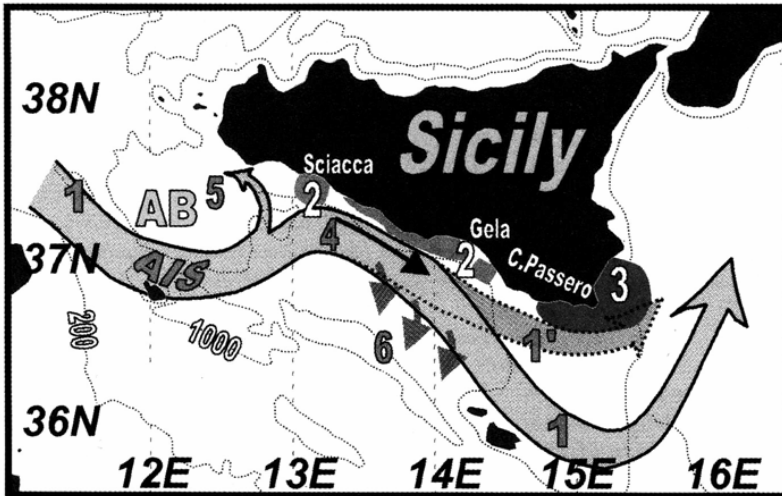 38N
Sicily
Sciacca
1
5
2
AB
4
Gela
2
C.Passero
3
37N
AIS
200
1000
6
1'
36N
1
12E
13E
14E
15E
16E